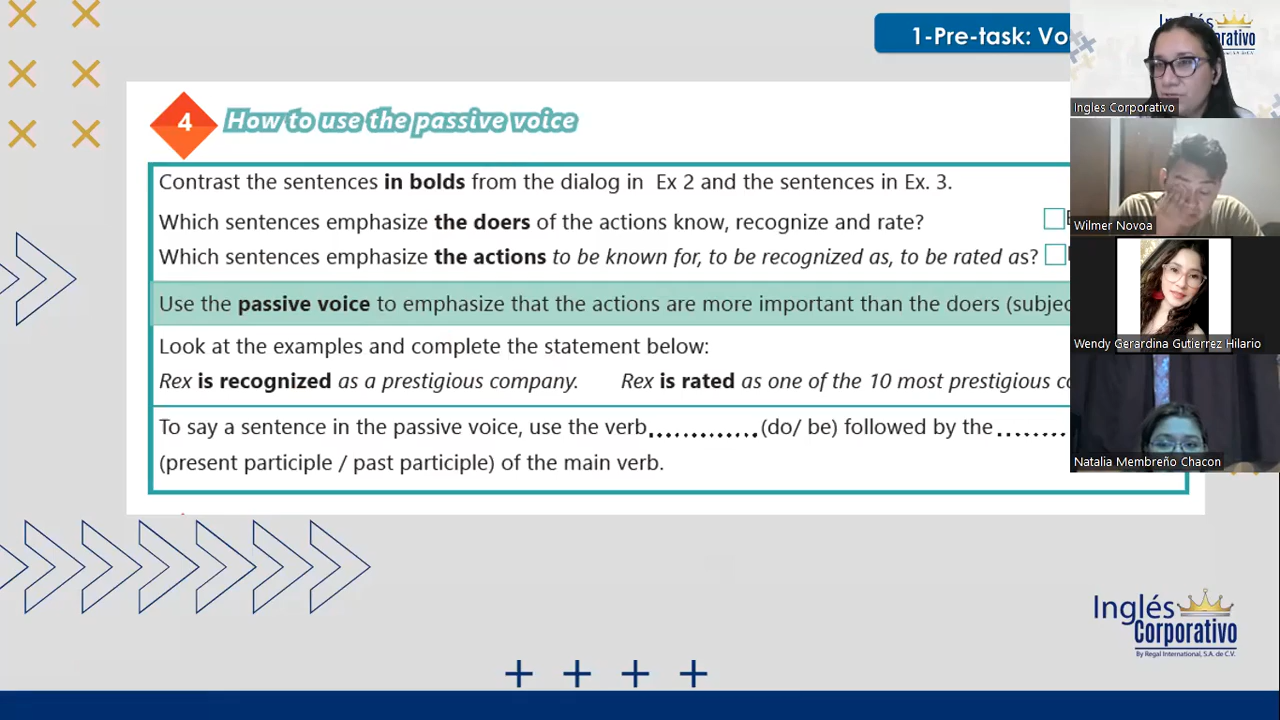 1-Pre-task: Vo
4
How to use the passive voice
Contrast the sentences in bolds from the dialog in Ex 2 and the sentences in Ex. 3.
Which sentences emphasize the doers of the actions know, recognize and rate?
Which sentences emphasize the actions to be known for, to be recognized as, to be rated as?
Use the passive voice to emphasize that the actions are more important than the doers (subjec
Look at the examples and complete the statement below:
Rex is recognized as a prestigious company. Rex is rated as one of the 10 most prestigious co
To say a sentence in the passive voice, use the verb............(do/ be) followed by the ........
(present participle / past participle) of the main verb.
Ingles Corporativo
Wilmer Novoa
Wendy Gerardina Gutierrez Hilario
Natalia Membreño Chacon
Inglés
Corporativo
By Regal International, S.A. de C.V.